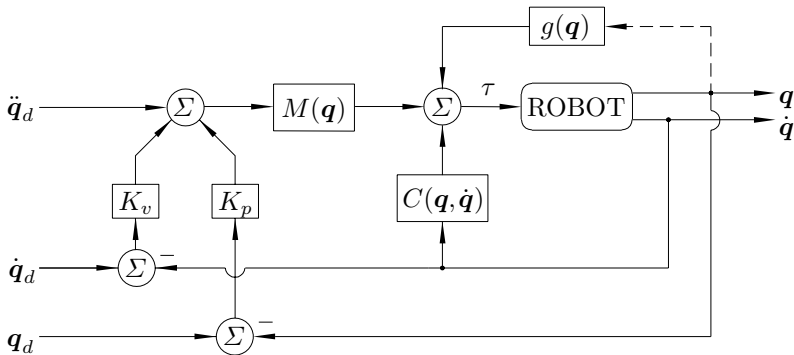 g(q)
q̈_d
Σ
M(q)
Σ
τ
ROBOT
q
q̇
K_v
K_p
C(q, q̇)
q̇_d
Σ
−
q_d
Σ
−